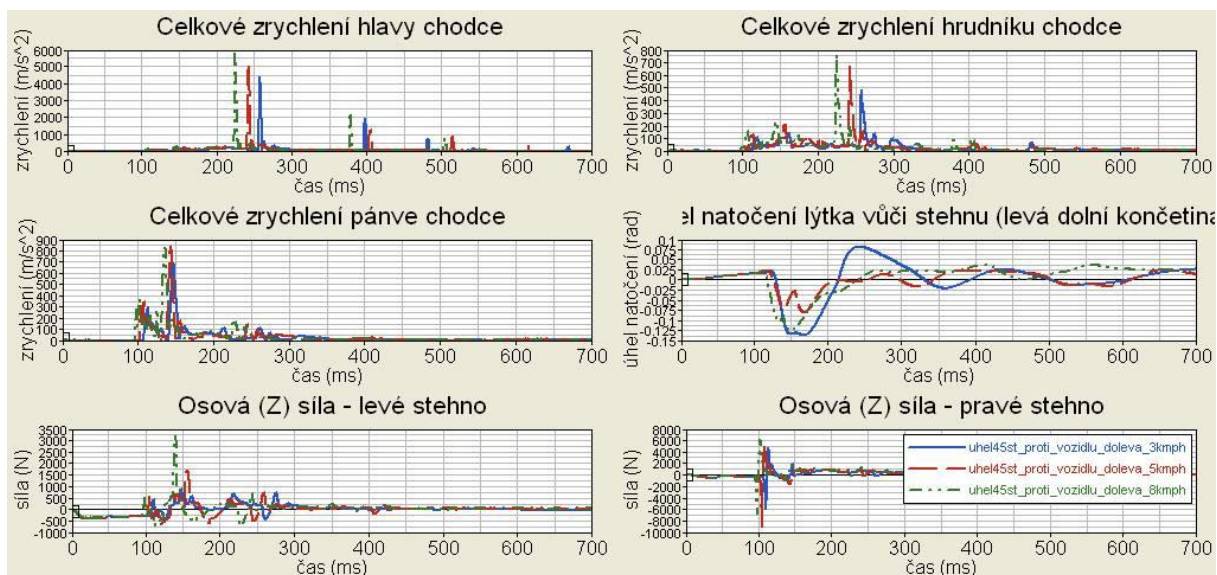 Celkové zrychlení hlavy chodce
zrychlení (m/s^2)
6000
5000
4000
3000
2000
1000
0
0 100 200 300 400 500 600 700
čas (ms)
Celkové zrychlení hrudníku chodce
zrychlení (m/s^2)
800
700
600
500
400
300
200
100
0
0 100 200 300 400 500 600 700
čas (ms)
Celkové zrychlení pánve chodce
zrychlení (m/s^2)
900
800
700
600
500
400
300
200
100
0
0 100 200 300 400 500 600 700
čas (ms)
el natočení lýtka vůči stehnu (levá dolní končetina
úhel natočení (rad)
0.1
0.075
0.05
0.025
0
-0.025
-0.05
-0.075
-0.1
-0.125
-0.15
0 100 200 300 400 500 600 700
čas (ms)
Osová (Z) síla - levé stehno
síla (N)
3500
3000
2500
2000
1500
1000
500
0
-500
-1000
0 100 200 300 400 500 600 700
čas (ms)
Osová (Z) síla - pravé stehno
síla (N)
8000
6000
4000
2000
0
-2000
-4000
-6000
-8000
-10000
0 100 200 300 400 500 600 700
čas (ms)
uhel45st_proti_vozidlu_doleva_3kmph
uhel45st_proti_vozidlu_doleva_5kmph
uhel45st_proti_vozidlu_doleva_8kmph